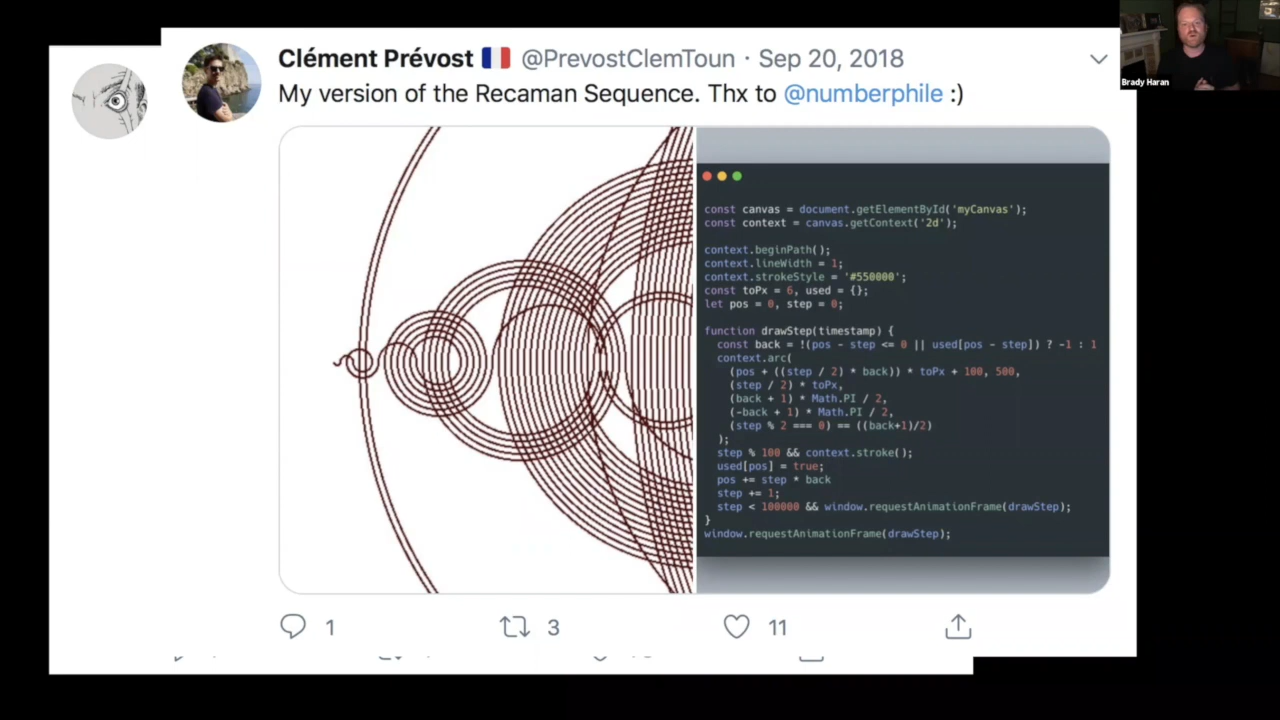 Clément Prévost 🇫🇷 @PrevostClemToun · Sep 20, 2018
My version of the Recaman Sequence. Thx to @numberphile :)
Brady Haran
const canvas = document.getElementById('myCanvas');
const context = canvas.getContext('2d');
context.beginPath();
context.lineWidth = 1;
context.strokeStyle = '#550000';
const toPx = 6, used = {};
let pos = 0, step = 0;
function drawStep(timestamp) {
const back = !(pos - step <= 0 || used[pos - step]) ? -1 : 1
context.arc(
(pos + ((step / 2) * back)) * toPx + 100, 500,
(step / 2) * toPx,
(back + 1) * Math.PI / 2,
(-back + 1) * Math.PI / 2,
(step % 2 === 0) == ((back+1)/2)
);
step % 100 && context.stroke();
used[pos] = true;
pos += step * back
step += 1;
step < 100000 && window.requestAnimationFrame(drawStep);
}
window.requestAnimationFrame(drawStep);
1 3 11